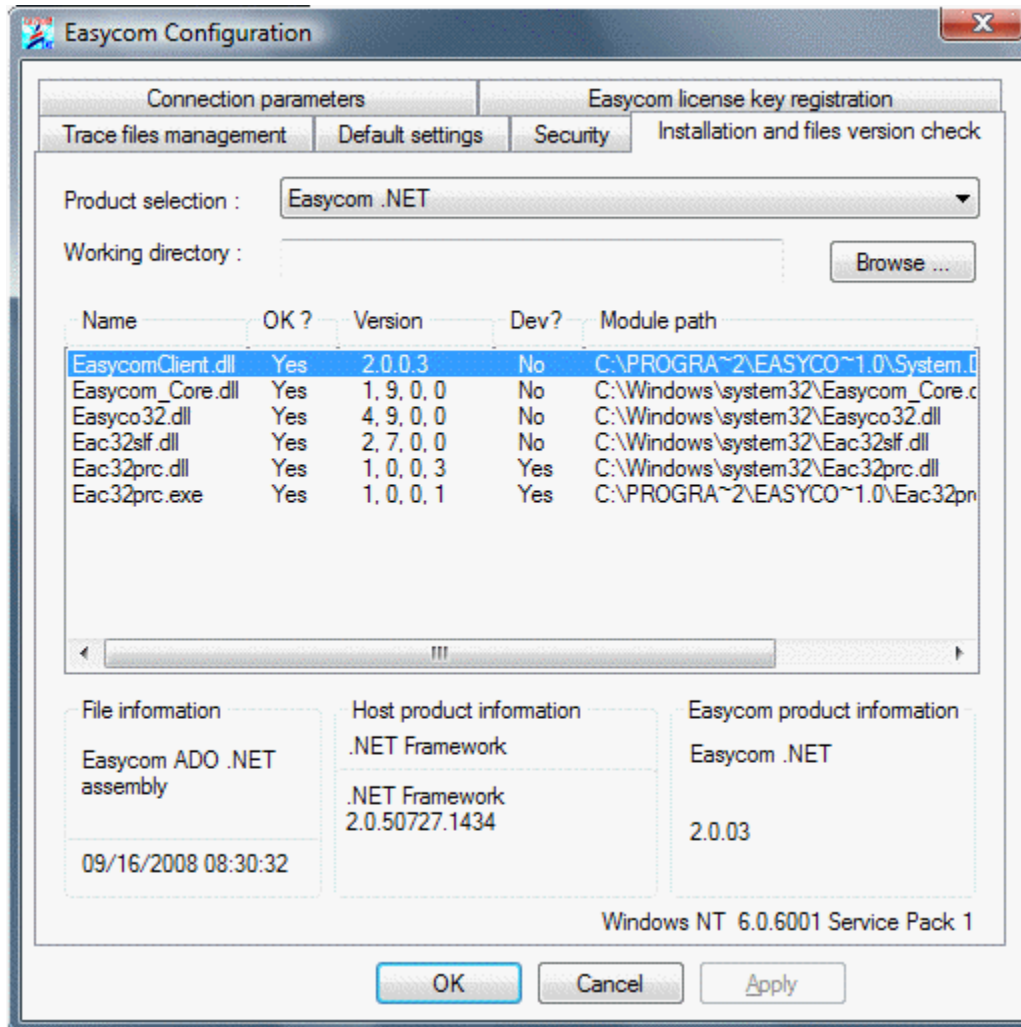 Easycom Configuration
Connection parameters Easycom license key registration
Trace files management Default settings Security Installation and files version check
Product selection : Easycom .NET
Working directory : Browse ...
Name OK ? Version Dev? Module path
EasycomClient.dll Yes 2.0.0.3 No C:\PROGRA~2\EASYCO~1.0\System.D
Easycom_Core.dll Yes 1, 9, 0, 0 No C:\Windows\system32\Easycom_Core.d
Easyco32.dll Yes 4, 9, 0, 0 No C:\Windows\system32\Easyco32.dll
Eac32slf.dll Yes 2, 7, 0, 0 No C:\Windows\system32\Eac32slf.dll
Eac32prc.dll Yes 1, 0, 0, 3 Yes C:\Windows\system32\Eac32prc.dll
Eac32prc.exe Yes 1, 0, 0, 1 Yes C:\PROGRA~2\EASYCO~1.0\Eac32prc
File information Host product information Easycom product information
Easycom ADO .NET
assembly
09/16/2008 08:30:32
.NET Framework
.NET Framework
2.0.50727.1434
Easycom .NET
2.0.03
Windows NT 6.0.6001 Service Pack 1
OK Cancel Apply